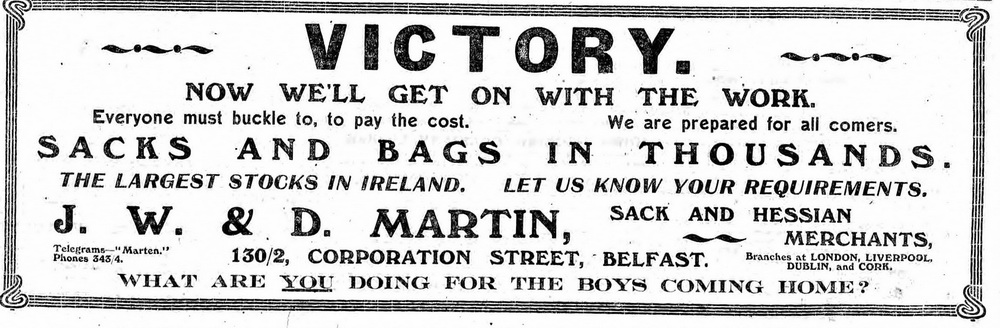 VICTORY.
NOW WE'LL GET ON WITH THE WORK.
Everyone must buckle to, to pay the cost. We are prepared for all comers.
SACKS AND BAGS IN THOUSANDS.
THE LARGEST STOCKS IN IRELAND. LET US KNOW YOUR REQUIREMENTS.
J. W. & D. MARTIN, SACK AND HESSIAN
MERCHANTS,
Telegrams—"Marten."
Phones 343/4.
130/2, CORPORATION STREET, BELFAST.
Branches at LONDON, LIVERPOOL,
DUBLIN, and CORK.
WHAT ARE YOU DOING FOR THE BOYS COMING HOME?